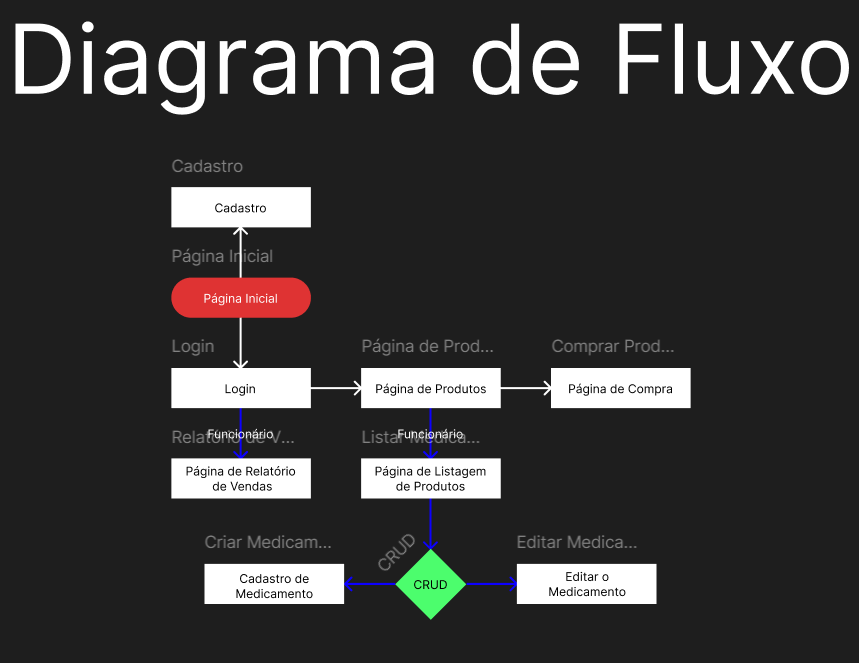 Diagrama de Fluxo
Cadastro
Cadastro
Página Inicial
Página Inicial
Login
Página de Prod...
Comprar Prod...
Login
Página de Produtos
Página de Compra
Funcionário
Funcionário
Relatório de V...
Listar Medica...
Página de Relatório
de Vendas
Página de Listagem
de Produtos
Criar Medicam...
CRUD
Editar Medica...
Cadastro de
Medicamento
CRUD
Editar o
Medicamento